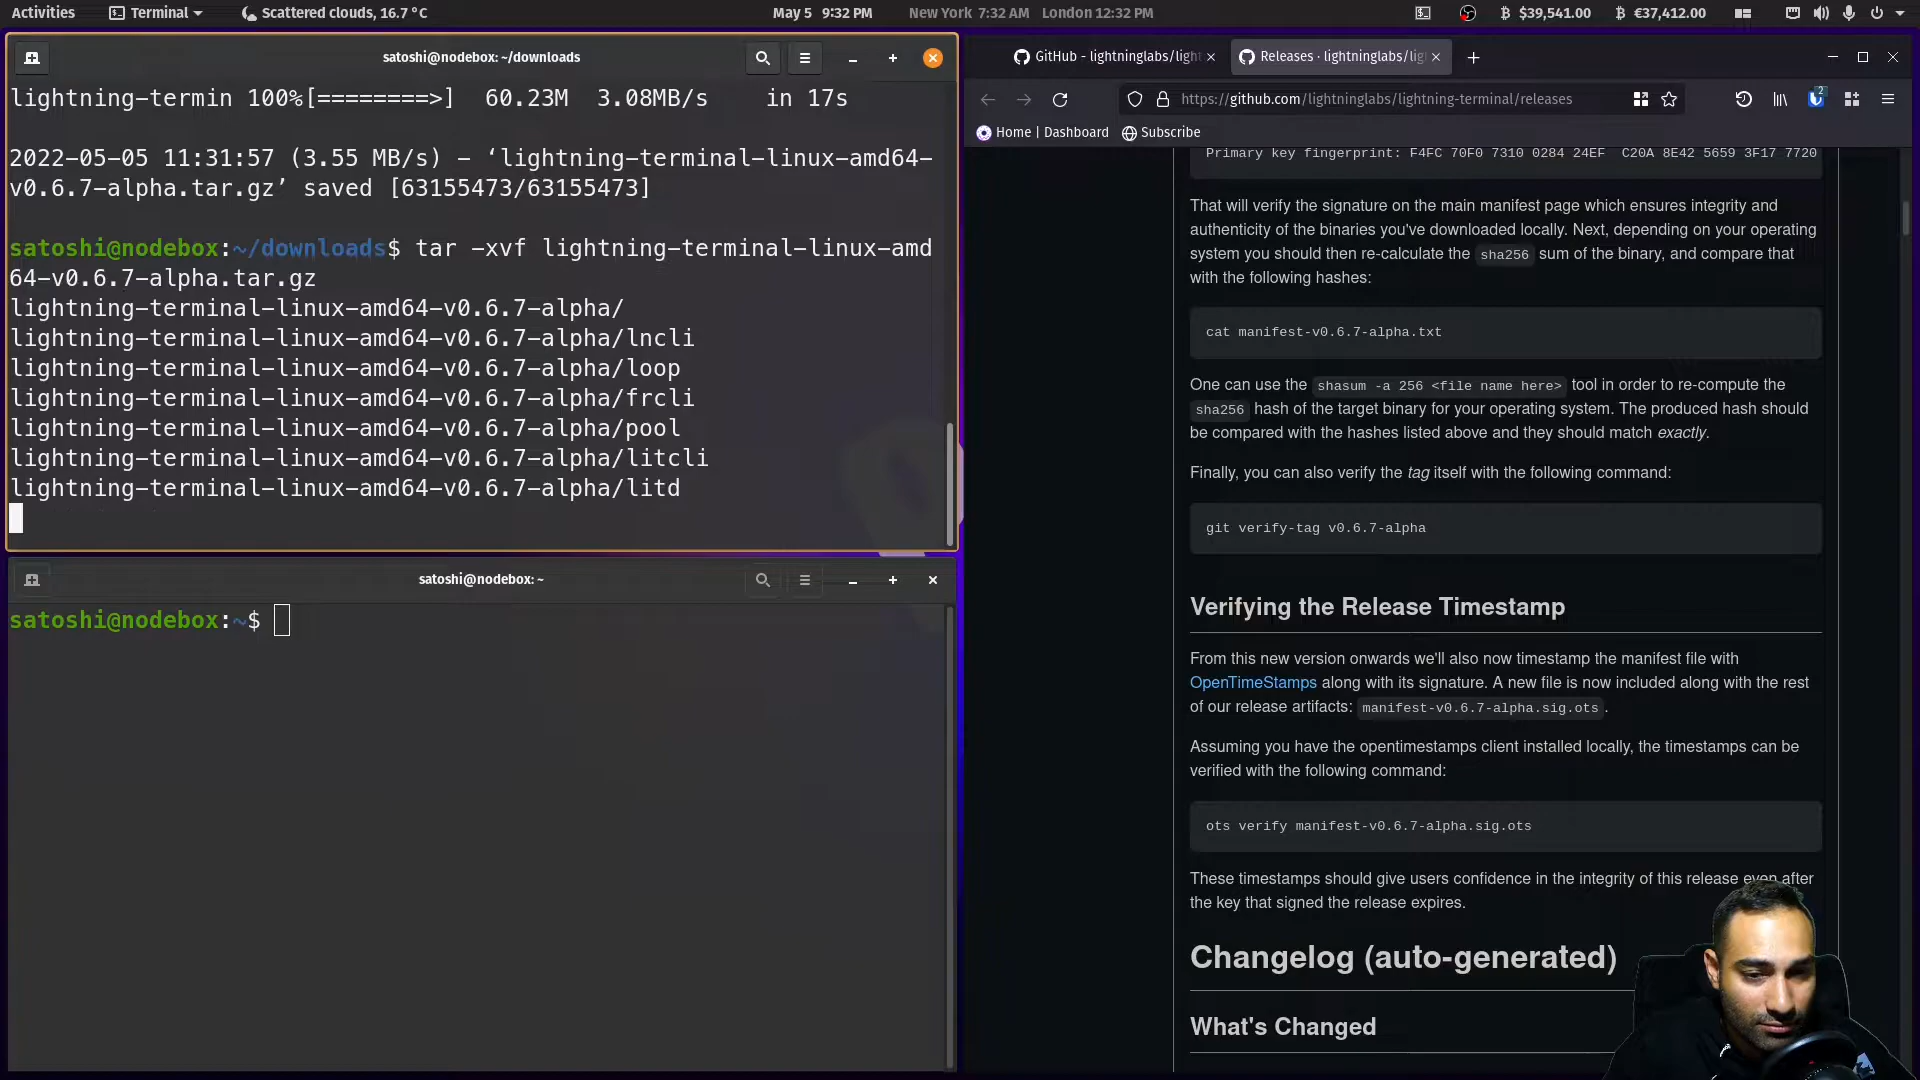 Activities Terminal Scattered clouds, 16.7 °C May 5 9:32 PM New York 7:32 AM London 12:32 PM $39,541.00 €37,412.00
satoshi@nodebox: ~/downloads
lightning-termin 100%[========>] 60.23M 3.08MB/s in 17s
2022-05-05 11:31:57 (3.55 MB/s) - ‘lightning-terminal-linux-amd64-
v0.6.7-alpha.tar.gz’ saved [63155473/63155473]
satoshi@nodebox:~/downloads$ tar -xvf lightning-terminal-linux-amd
64-v0.6.7-alpha.tar.gz
lightning-terminal-linux-amd64-v0.6.7-alpha/
lightning-terminal-linux-amd64-v0.6.7-alpha/lncli
lightning-terminal-linux-amd64-v0.6.7-alpha/loop
lightning-terminal-linux-amd64-v0.6.7-alpha/frcli
lightning-terminal-linux-amd64-v0.6.7-alpha/pool
lightning-terminal-linux-amd64-v0.6.7-alpha/litcli
lightning-terminal-linux-amd64-v0.6.7-alpha/litd
satoshi@nodebox: ~
satoshi@nodebox:~$
GitHub - lightninglabs/light Releases · lightninglabs/lig
https://github.com/lightninglabs/lightning-terminal/releases 2
Home | Dashboard Subscribe
Primary key fingerprint: F4FC 70F0 7310 0284 24EF  C20A 8E42 5659 3F17 7720
That will verify the signature on the main manifest page which ensures integrity and
authenticity of the binaries you've downloaded locally. Next, depending on your operating
system you should then re-calculate the sha256 sum of the binary, and compare that
with the following hashes:
cat manifest-v0.6.7-alpha.txt
One can use the shasum -a 256 <file name here> tool in order to re-compute the
sha256 hash of the target binary for your operating system. The produced hash should
be compared with the hashes listed above and they should match exactly.
Finally, you can also verify the tag itself with the following command:
git verify-tag v0.6.7-alpha
Verifying the Release Timestamp
From this new version onwards we'll also now timestamp the manifest file with
OpenTimeStamps along with its signature. A new file is now included along with the rest
of our release artifacts: manifest-v0.6.7-alpha.sig.ots.
Assuming you have the opentimestamps client installed locally, the timestamps can be
verified with the following command:
ots verify manifest-v0.6.7-alpha.sig.ots
These timestamps should give users confidence in the integrity of this release even after
the key that signed the release expires.
Changelog (auto-generated)
What's Changed